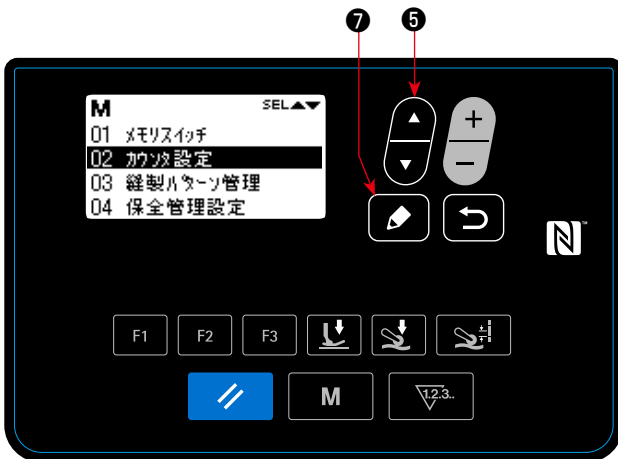 ❼ ❺
M SEL▲▼
01 メモリスイッチ
02 カウンタ設定
03 縫製パターン管理
04 保全管理設定
+
−
N™
F1 F2 F3
M 1.2.3..